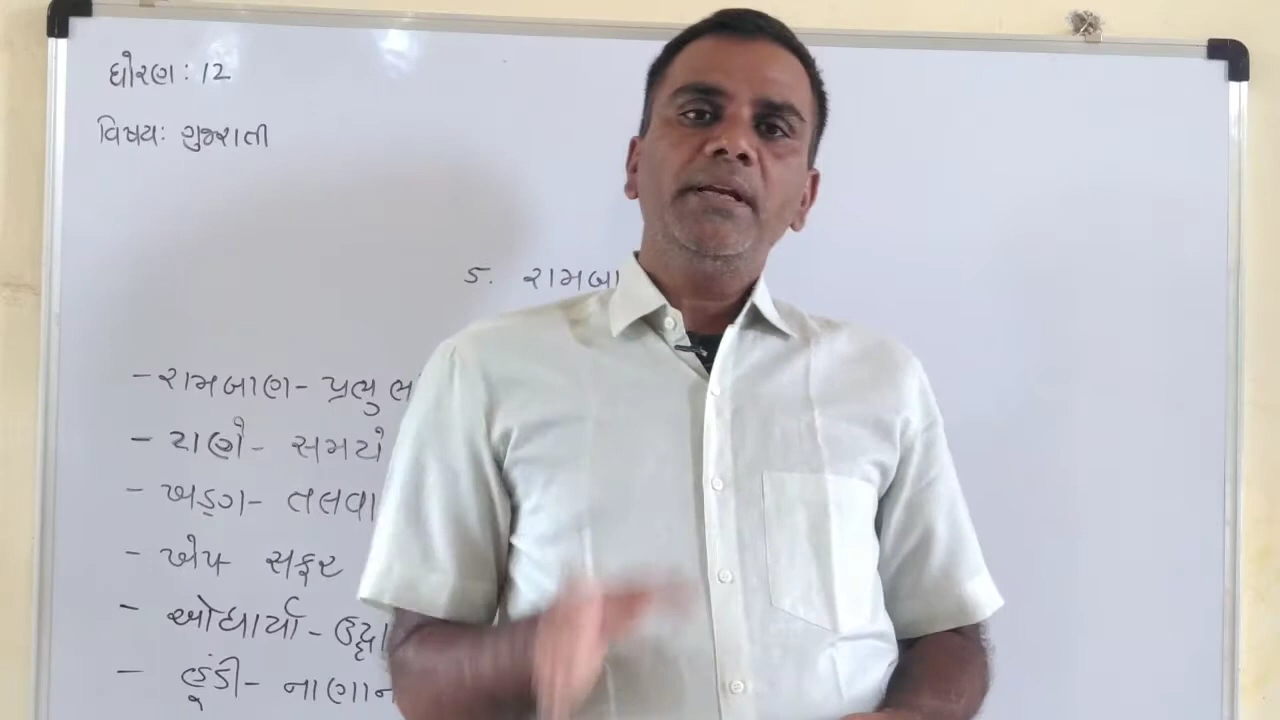 ધોરણ: 12
વિષય: ગુજરાતી
5. રામબા
- રામબાણ - પ્રભુ
- ટાણે - સમયે
- ખડ્ગ - તલવા
- ખેપ સફર
- ઓધાર્યા - ઉદ્ધા
- હૂંડી - નાણાન